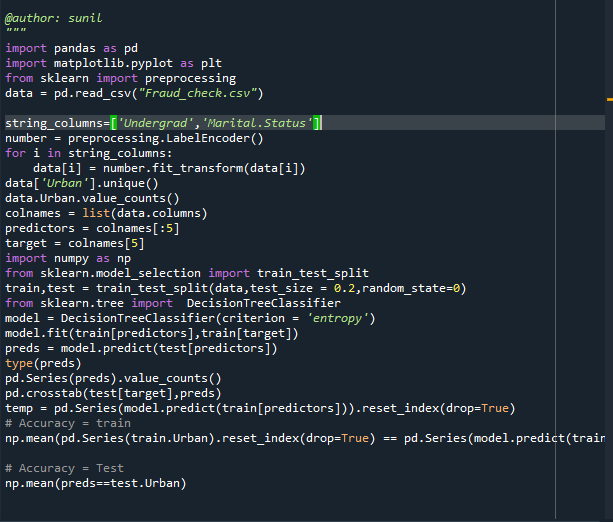 @author: sunil
"""
import pandas as pd
import matplotlib.pyplot as plt
from sklearn import preprocessing
data = pd.read_csv("Fraud_check.csv")
string_columns=['Undergrad','Marital.Status']
number = preprocessing.LabelEncoder()
for i in string_columns:
    data[i] = number.fit_transform(data[i])
data['Urban'].unique()
data.Urban.value_counts()
colnames = list(data.columns)
predictors = colnames[:5]
target = colnames[5]
import numpy as np
from sklearn.model_selection import train_test_split
train,test = train_test_split(data,test_size = 0.2,random_state=0)
from sklearn.tree import  DecisionTreeClassifier
model = DecisionTreeClassifier(criterion = 'entropy')
model.fit(train[predictors],train[target])
preds = model.predict(test[predictors])
type(preds)
pd.Series(preds).value_counts()
pd.crosstab(test[target],preds)
temp = pd.Series(model.predict(train[predictors])).reset_index(drop=True)
# Accuracy = train
np.mean(pd.Series(train.Urban).reset_index(drop=True) == pd.Series(model.predict(train
# Accuracy = Test
np.mean(preds==test.Urban)